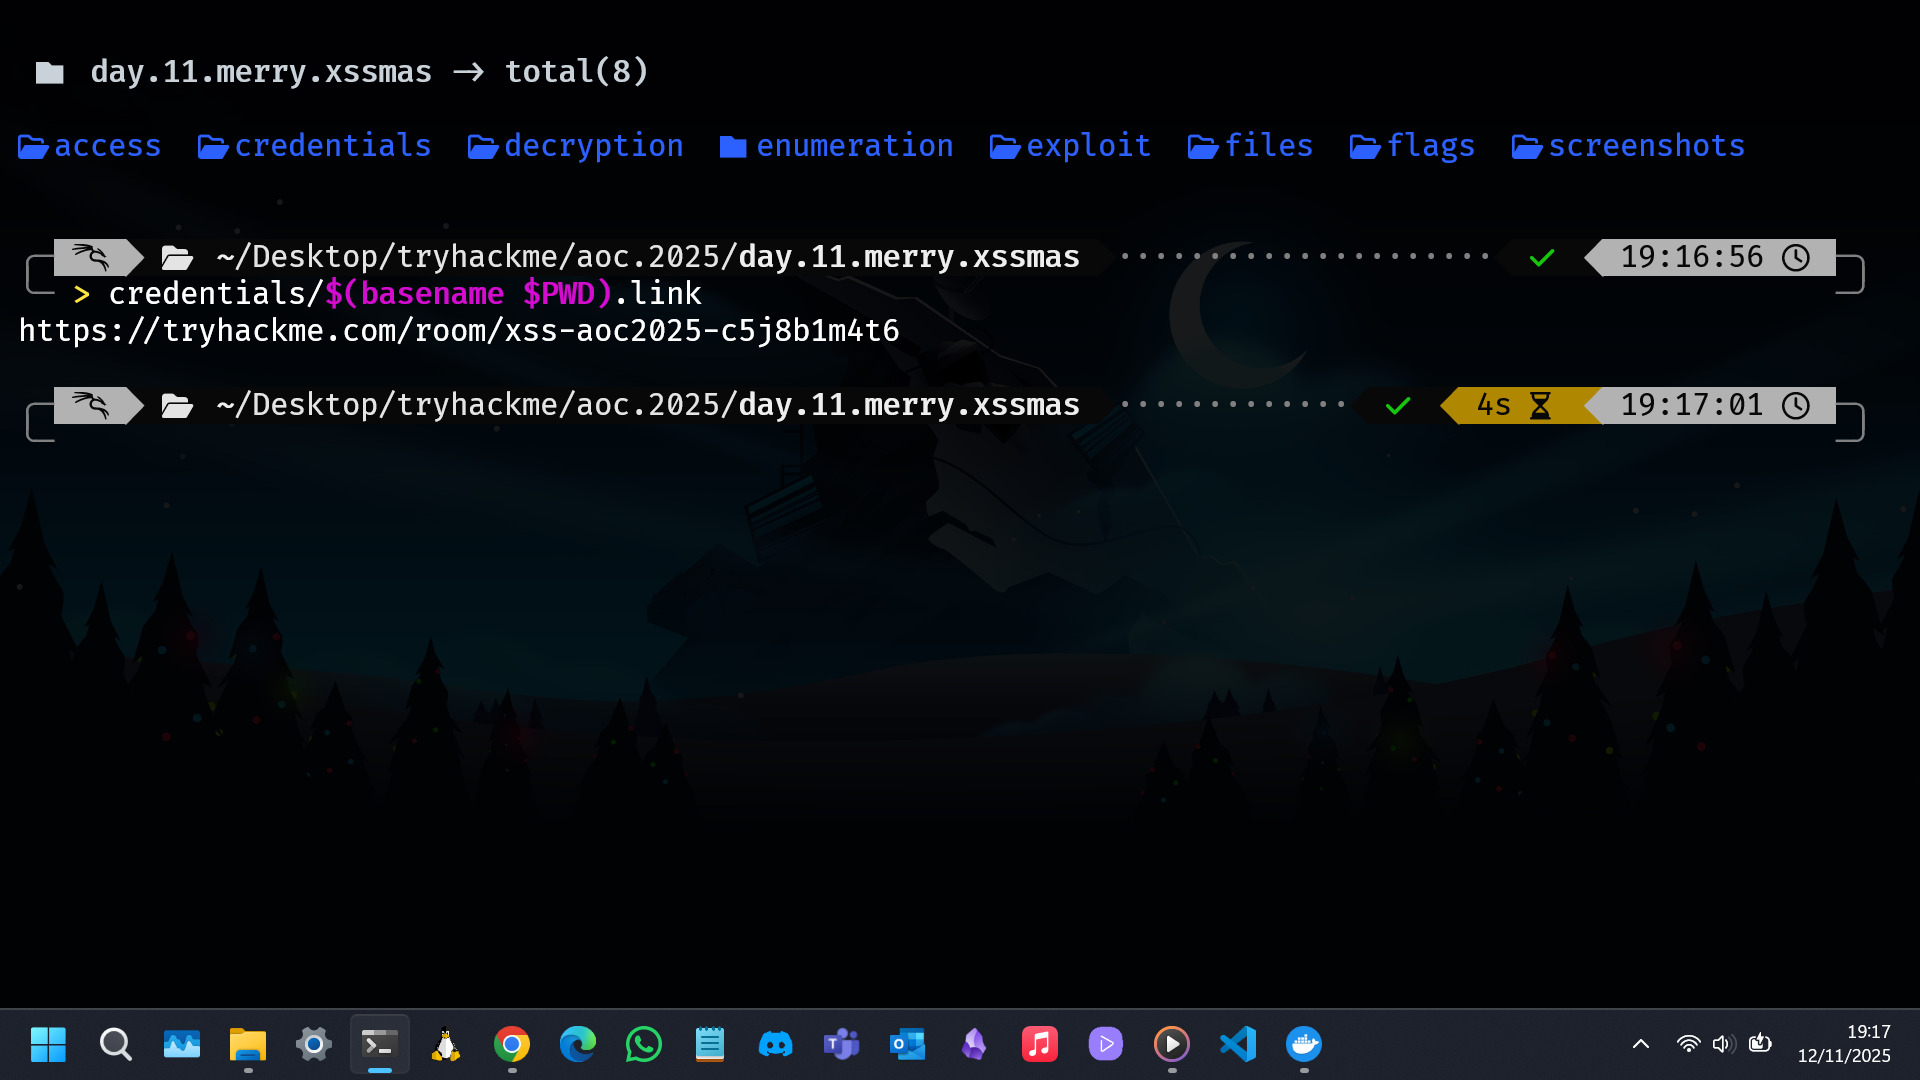 day.11.merry.xssmas → total(8)
access credentials decryption enumeration exploit files flags screenshots
~/Desktop/tryhackme/aoc.2025/day.11.merry.xssmas 19:16:56
> credentials/$(basename $PWD).link
https://tryhackme.com/room/xss-aoc2025-c5j8b1m4t6
~/Desktop/tryhackme/aoc.2025/day.11.merry.xssmas 4s 19:17:01
19:17
12/11/2025